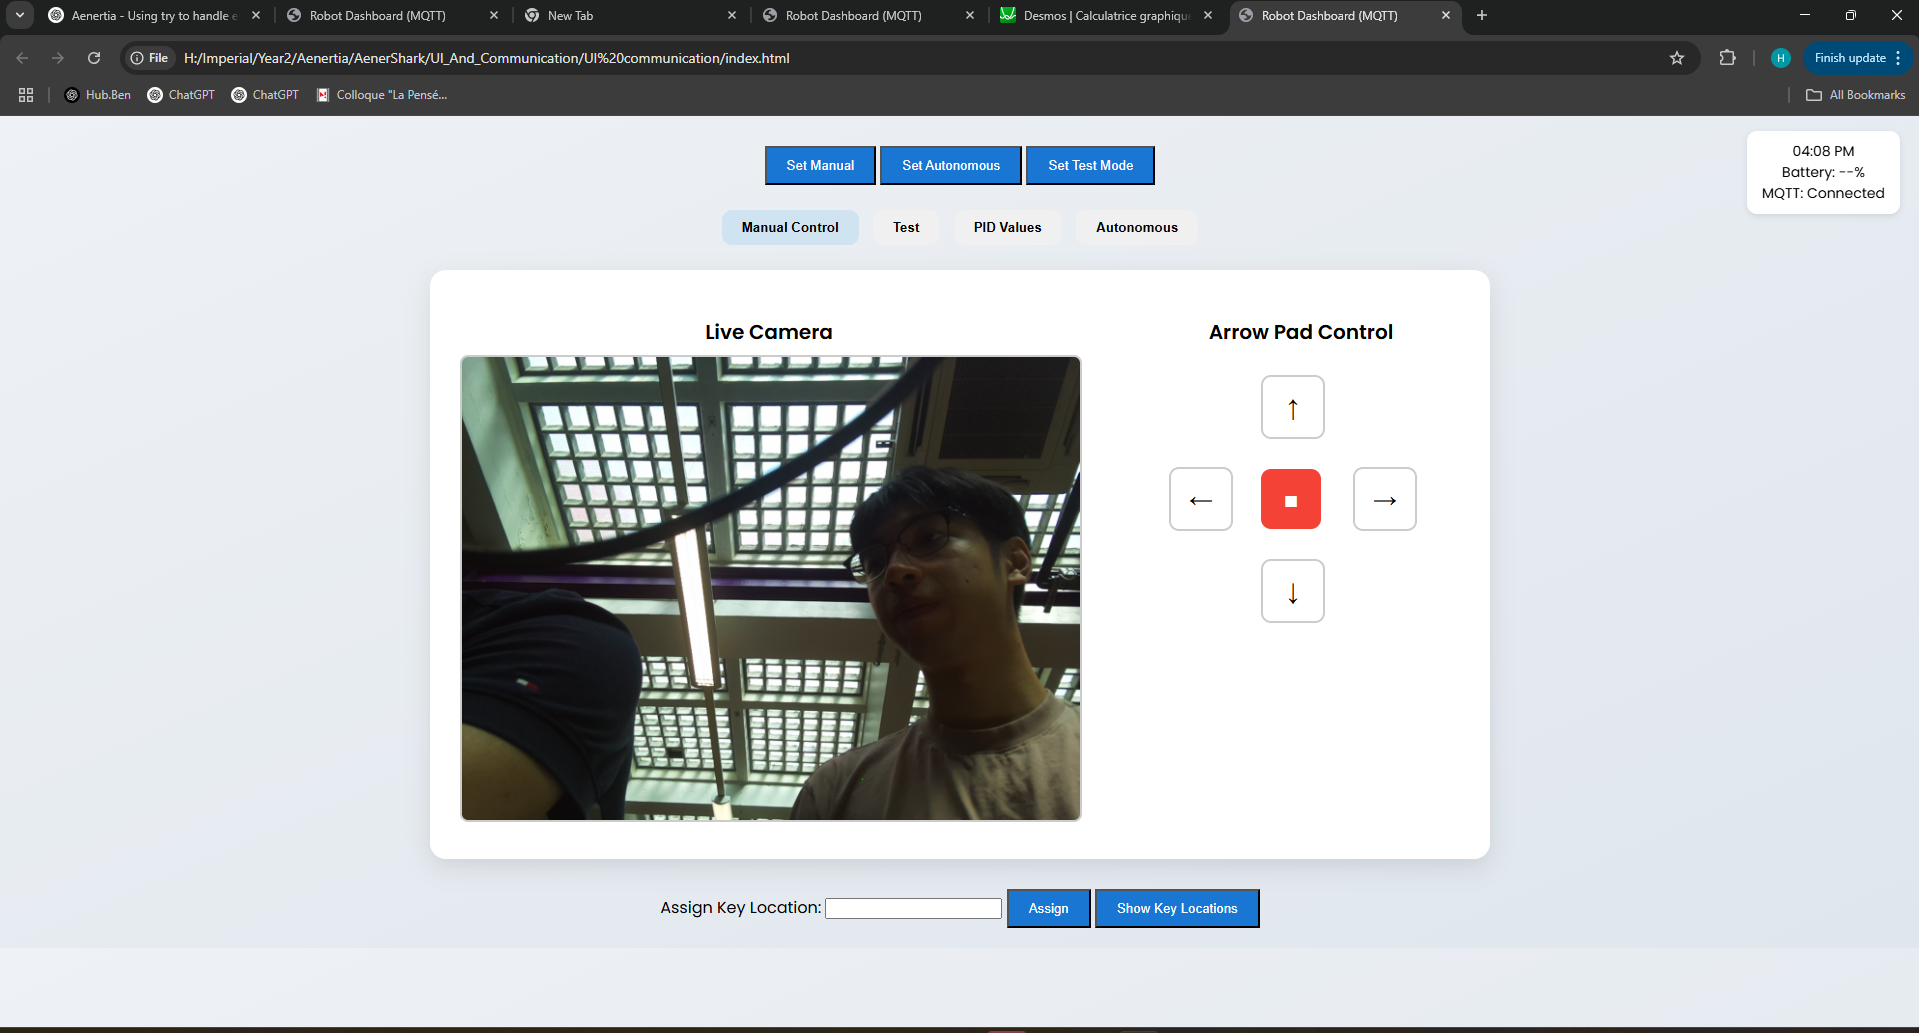 Aenertia - Using try to handle e
Robot Dashboard (MQTT)
New Tab
Robot Dashboard (MQTT)
Desmos | Calculatrice graphique
Robot Dashboard (MQTT)
File
H:/Imperial/Year2/Aenertia/AenerShark/UI_And_Communication/UI%20communication/index.html
H
Finish update
Hub.Ben
ChatGPT
ChatGPT
Colloque "La Pensé...
All Bookmarks
Set Manual
Set Autonomous
Set Test Mode
04:08 PM
Battery: --%
MQTT: Connected
Manual Control
Test
PID Values
Autonomous
Live Camera
Arrow Pad Control
↑
←
■
→
↓
Assign Key Location:
Assign
Show Key Locations